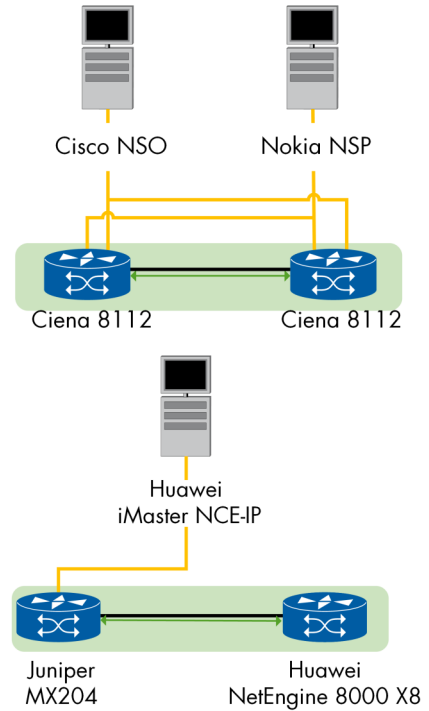 Cisco NSO
Nokia NSP
Ciena 8112
Ciena 8112
Huawei
iMaster NCE-IP
Juniper
MX204
Huawei
NetEngine 8000 X8